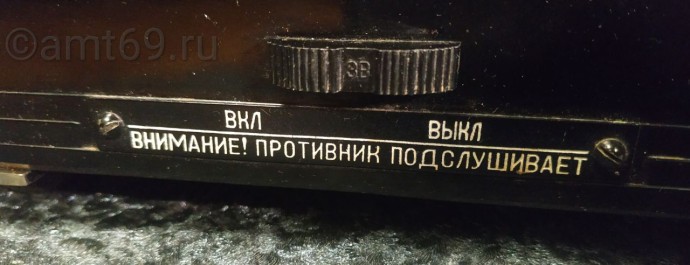 ©amt69.ru
ЗВ
ВКЛ ВЫКЛ
ВНИМАНИЕ! ПРОТИВНИК ПОДСЛУШИВАЕТ